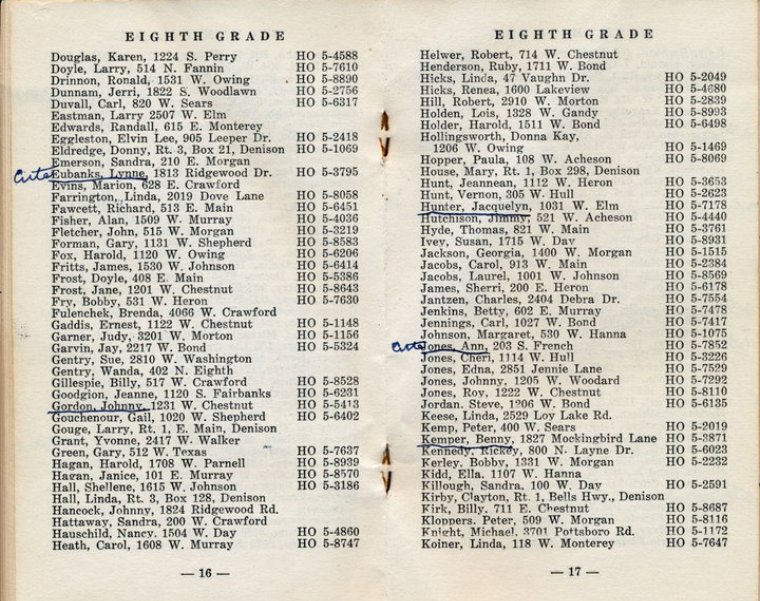 EIGHTH GRADE
Douglas, Karen, 1224 S. Perry HO 5-4588
Doyle, Larry, 514 N. Fannin HO 5-7610
Drinnon, Ronald, 1531 W. Owing HO 5-8890
Dunnam, Jerri, 1822 S. Woodlawn HO 5-2756
Duvall, Carl, 820 W. Sears HO 5-6317
Eastman, Larry 2507 W. Elm
Edwards, Randall, 615 E. Monterey
Eggleston, Elvin Lee, 905 Leeper Dr. HO 5-2418
Eldredge, Donny, Rt. 3, Box 21, Denison HO 5-1069
Emerson, Sandra, 210 E. Morgan
cute Eubanks, Lynne, 1813 Ridgewood Dr. HO 5-3795
Evins, Marion, 628 E. Crawford
Farrington, Linda, 2019 Dove Lane HO 5-8058
Fawcett, Richard, 513 E. Main HO 5-6451
Fisher, Alan, 1509 W. Murray HO 5-4036
Fletcher, John, 515 W. Morgan HO 5-3219
Forman, Gary, 1131 W. Shepherd HO 5-8583
Fox, Harold, 1120 W. Owing HO 5-6206
Fritts, James, 1530 W. Johnson HO 5-6414
Frost, Doyle, 408 E. Main HO 5-5386
Frost, Jane, 1201 W. Chestnut HO 5-8643
Fry, Bobby, 531 W. Heron HO 5-7630
Fulenchek, Brenda, 4066 W. Crawford
Gaddis, Ernest, 1122 W. Chestnut HO 5-1148
Garner, Judy, 3201 W. Morton HO 5-1156
Garvin, Jay, 2217 W. Bond HO 5-5324
Gentry, Sue, 2810 W. Washington
Gentry, Wanda, 402 N. Eighth
Gillespie, Billy, 517 W. Crawford HO 5-8528
Goodgion, Jeanne, 1120 S. Fairbanks HO 5-6231
Gordon, Johnny, 1231 W. Chestnut HO 5-5413
Gouchenour, Gail, 1020 W. Shepherd HO 5-6402
Gouge, Larry, Rt. 1, E. Main, Denison
Grant, Yvonne, 2417 W. Walker
Green, Gary, 512 W. Texas HO 5-7637
Hagan, Harold, 1708 W. Parnell HO 5-8939
Hagan, Janice, 101 E. Murray HO 5-8570
Hall, Shellene, 1615 W. Johnson HO 5-3186
Hall, Linda, Rt. 3, Box 128, Denison
Hancock, Johnny, 1824 Ridgewood Rd.
Hattaway, Sandra, 200 W. Crawford
Hauschild, Nancy, 1504 W. Day HO 5-4860
Heath, Carol, 1608 W. Murray HO 5-8747
— 16 —
EIGHTH GRADE
Helwer, Robert, 714 W. Chestnut
Henderson, Ruby, 1711 W. Bond
Hicks, Linda, 47 Vaughn Dr. HO 5-2049
Hicks, Renea, 1600 Lakeview HO 5-4680
Hill, Robert, 2910 W. Morton HO 5-2839
Holden, Lois, 1328 W. Gandy HO 5-8993
Holder, Harold, 1511 W. Bond HO 5-6498
Hollingsworth, Donna Kay,
1206 W. Owing HO 5-1469
Hopper, Paula, 108 W. Acheson HO 5-8069
House, Mary, Rt. 1, Box 298, Denison
Hunt, Jeannean, 1112 W. Heron HO 5-3653
Hunt, Vernon, 305 W. Hull HO 5-2623
Hunter, Jacquelyn, 1031 W. Elm HO 5-7178
Hutchison, Jimmy, 521 W. Acheson HO 5-4440
Hyde, Thomas, 821 W. Main HO 5-3761
Ivey, Susan, 1715 W. Day HO 5-8931
Jackson, Georgia, 1400 W. Morgan HO 5-1515
Jacobs, Carol, 913 W. Main HO 5-2384
Jacobs, Laurel, 1001 W. Johnson HO 5-8569
James, Sherri, 200 E. Heron HO 5-6178
Jantzen, Charles, 2404 Debra Dr. HO 5-7554
Jenkins, Betty, 602 E. Murray HO 5-7478
Jennings, Carl, 1027 W. Bond HO 5-7417
Johnson, Margaret, 530 W. Hanna HO 5-1075
cute Jones, Ann, 203 S. French HO 5-7852
Jones, Cheri, 1114 W. Hull HO 5-3226
Jones, Edna, 2851 Jennie Lane HO 5-7529
Jones, Johnny, 1205 W. Woodard HO 5-7292
Jones, Roy, 1222 W. Chestnut HO 5-8110
Jordan, Steve, 1906 W. Bond HO 5-6135
Keese, Linda, 2529 Loy Lake Rd.
Kemp, Peter, 400 W. Sears HO 5-2019
Kemper, Benny, 1827 Mockingbird Lane HO 5-3871
Kennedy, Rickey, 800 N. Layne Dr. HO 5-6023
Kerley, Bobby, 1331 W. Morgan HO 5-2232
Kidd, Ella, 1107 W. Hanna
Killough, Sandra, 100 W. Day HO 5-2591
Kirby, Clayton, Rt. 1, Bells Hwy., Denison
Kirk, Billy, 711 E. Chestnut HO 5-8687
Kloppers, Peter, 509 W. Morgan HO 5-8116
Knight, Michael, 3701 Pottsboro Rd. HO 5-1172
Koiner, Linda, 118 W. Monterey HO 5-7647
— 17 —